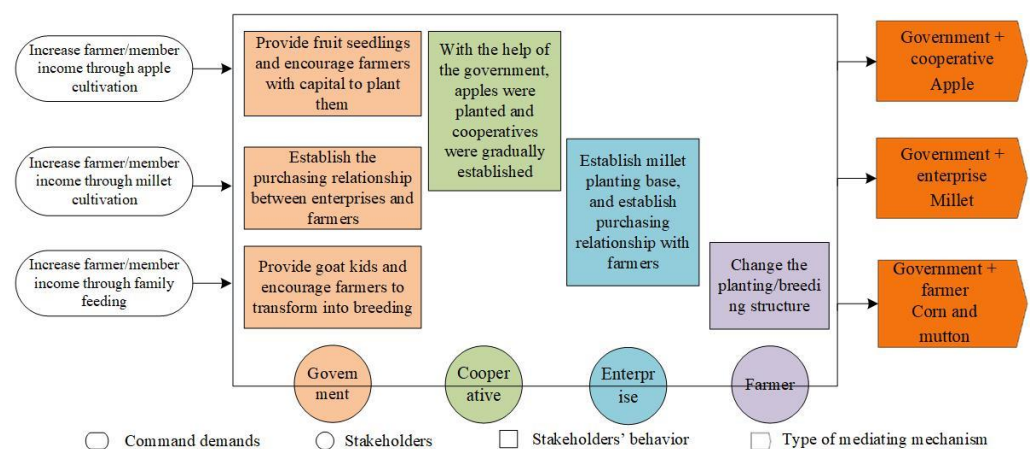 Increase farmer/member
income through apple
cultivation
Provide fruit seedlings
and encourage farmers
with capital to plant
them
With the help of
the government,
apples were
planted and
cooperatives
were gradually
established
Government +
cooperative
Apple
Increase farmer/member
income through millet
cultivation
Establish the
purchasing relationship
between enterprises and
farmers
Establish millet
planting base,
and establish
purchasing
relationship with
farmers
Government +
enterprise
Millet
Increase farmer/member
income through family
feeding
Provide goat kids and
encourage farmers to
transform into breeding
Change the
planting/breedi
ng structure
Government +
farmer
Corn and
mutton
Govern
ment
Cooper
ative
Enterpr
ise
Farmer
Command demands
Stakeholders
Stakeholders' behavior
Type of mediating mechanism